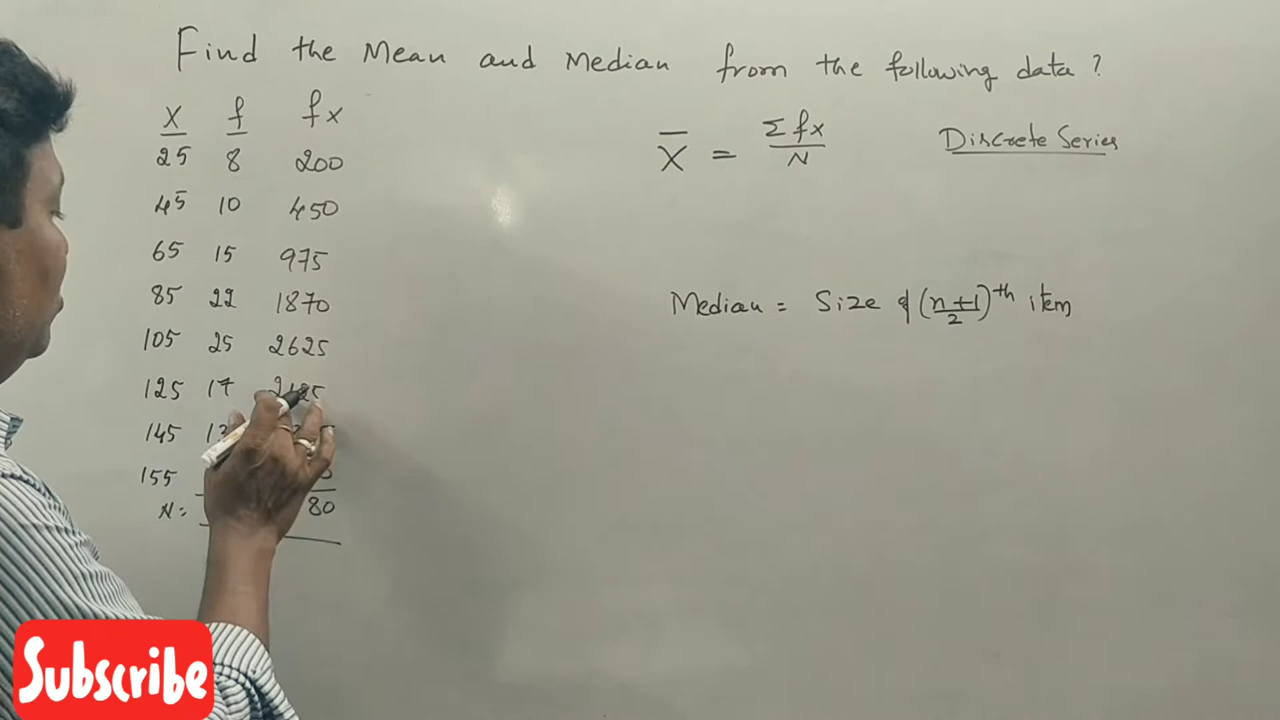 Find the Mean and Median from the following data ?
X f fx
25 8 200
45 10 450
65 15 975
85 22 1870
105 25 2625
125 17
145
155
N =
80
X̄ = Σfx / N
Discrete Series
Median = Size of (n+1 / 2)th item
Subscribe